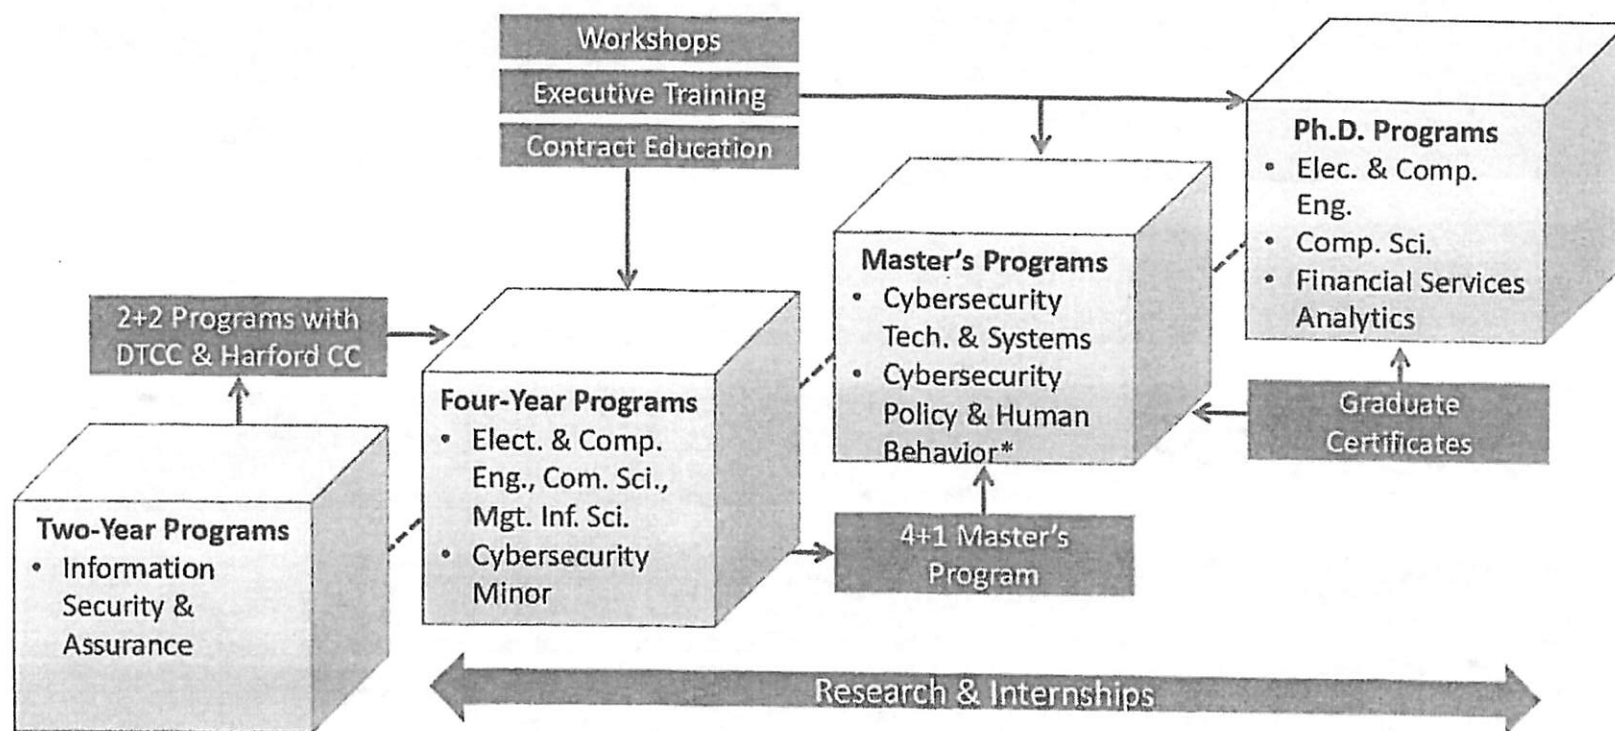 Workshops
Executive Training
Contract Education
Ph.D. Programs
• Elec. & Comp.
Eng.
• Comp. Sci.
• Financial Services
Analytics
Master's Programs
• Cybersecurity
Tech. & Systems
• Cybersecurity
Policy & Human
Behavior*
2+2 Programs with
DTCC & Harford CC
Four-Year Programs
• Elect. & Comp.
Eng., Com. Sci.,
Mgt. Inf. Sci.
• Cybersecurity
Minor
Graduate
Certificates
Two-Year Programs
• Information
Security &
Assurance
4+1 Master's
Program
Research & Internships